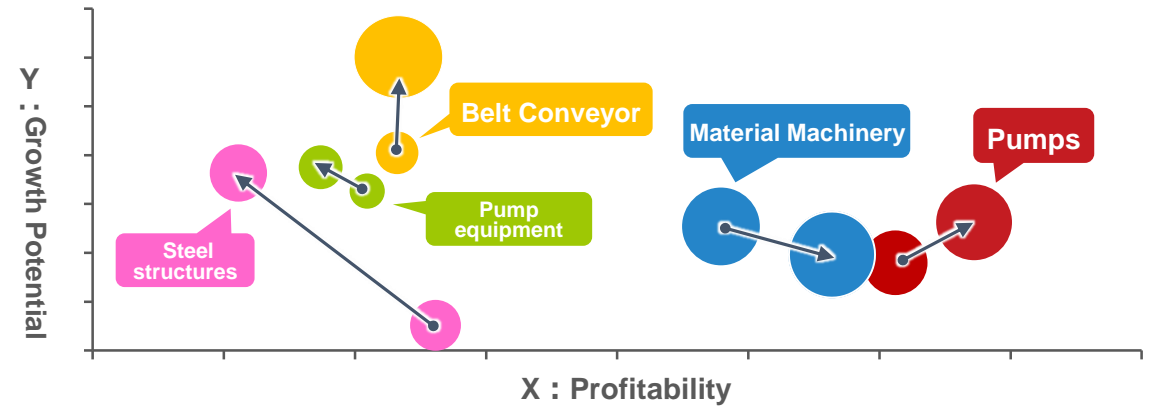 Y：Growth Potential
Belt Conveyor
Material Machinery
Pumps
Pump
equipment
Steel
structures
X：Profitability